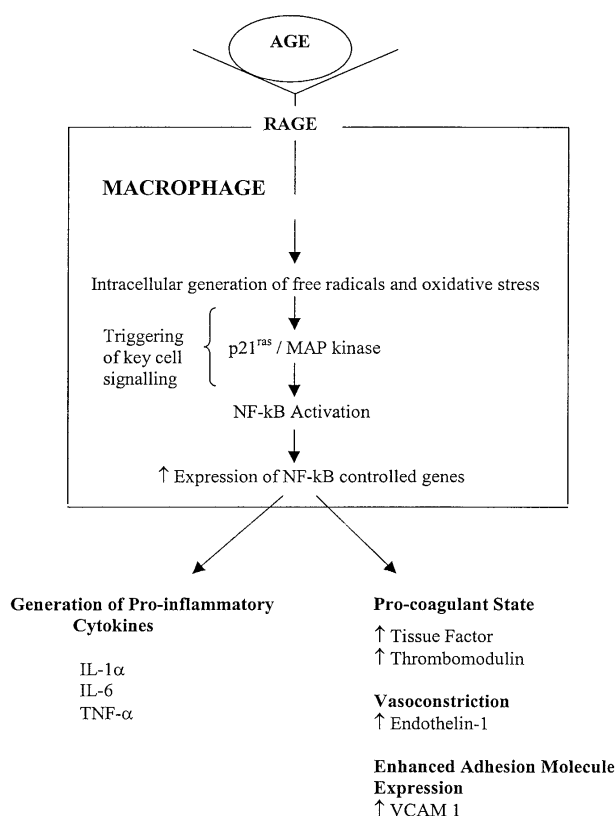 AGE
RAGE
MACROPHAGE
Intracellular generation of free radicals and oxidative stress
Triggering
of key cell
signalling
p21ras / MAP kinase
NF-kB Activation
↑ Expression of NF-kB controlled genes
Generation of Pro-inflammatory
Cytokines
IL-1α
IL-6
TNF-α
Pro-coagulant State
↑ Tissue Factor
↑ Thrombomodulin
Vasoconstriction
↑ Endothelin-1
Enhanced Adhesion Molecule
Expression
↑ VCAM 1